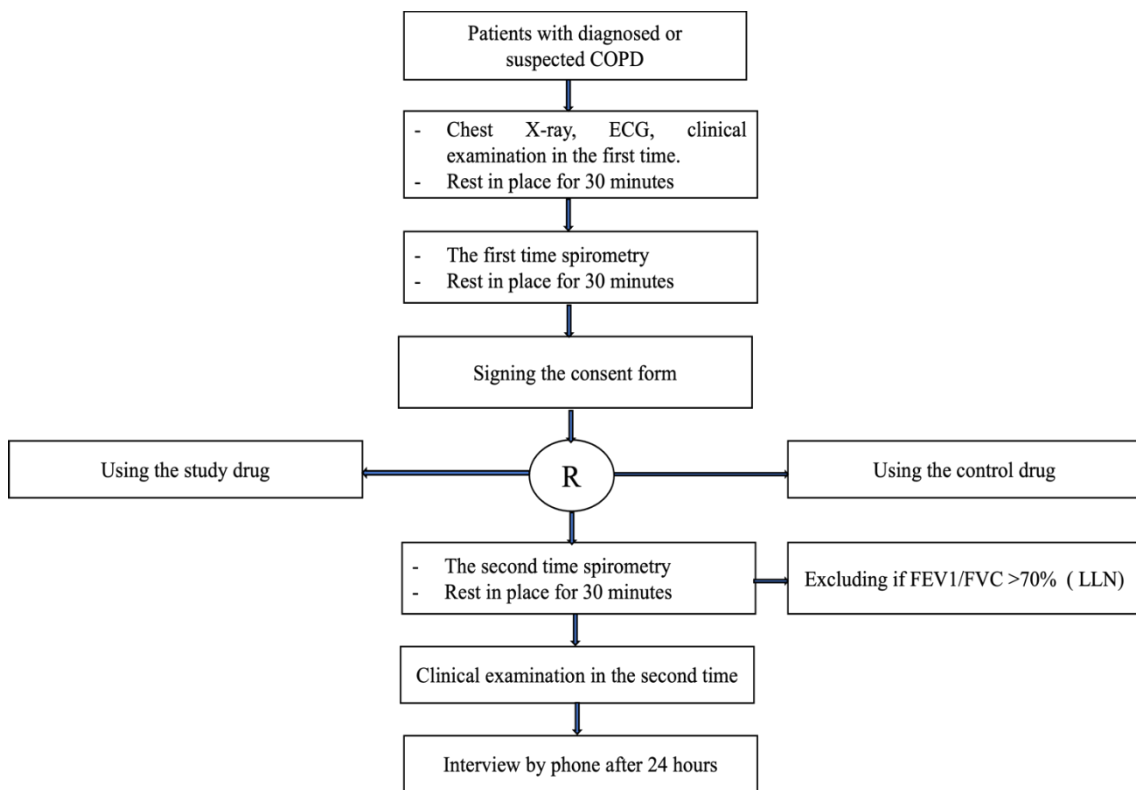 Patients with diagnosed or
suspected COPD
- Chest X-ray, ECG, clinical
examination in the first time.
- Rest in place for 30 minutes
- The first time spirometry
- Rest in place for 30 minutes
Signing the consent form
Using the study drug
R
Using the control drug
- The second time spirometry
- Rest in place for 30 minutes
Excluding if FEV1/FVC >70% ( LLN)
Clinical examination in the second time
Interview by phone after 24 hours